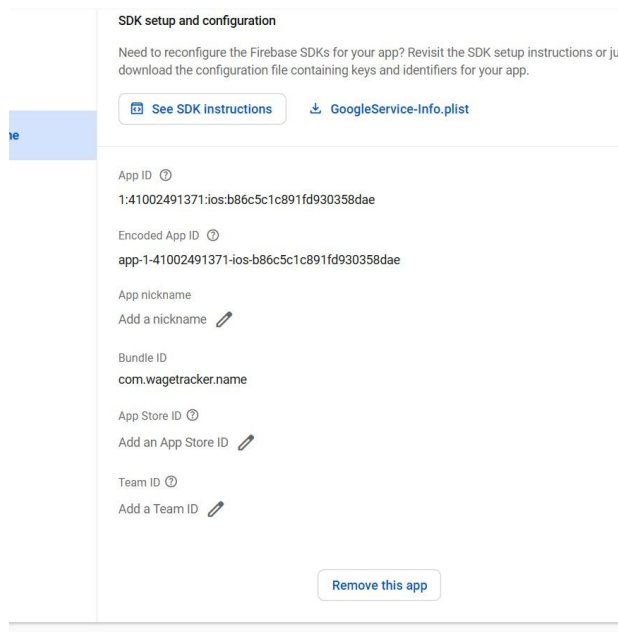 SDK setup and configuration
Need to reconfigure the Firebase SDKs for your app? Revisit the SDK setup instructions or ju
download the configuration file containing keys and identifiers for your app.
See SDK instructions
GoogleService-Info.plist
ne
App ID
1:41002491371:ios:b86c5c1c891fd930358dae
Encoded App ID
app-1-41002491371-ios-b86c5c1c891fd930358dae
App nickname
Add a nickname
Bundle ID
com.wagetracker.name
App Store ID
Add an App Store ID
Team ID
Add a Team ID
Remove this app